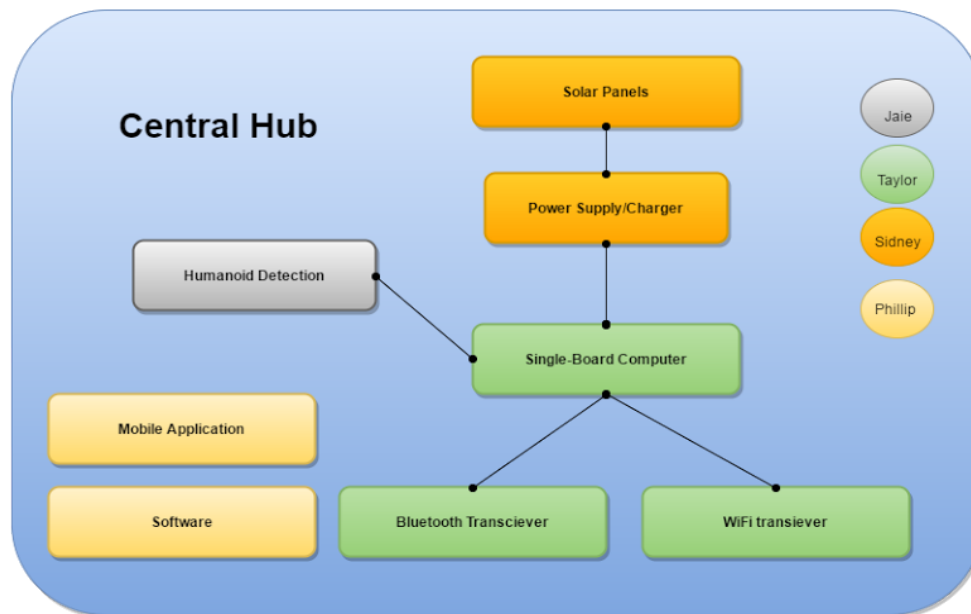 Central Hub
Solar Panels
Power Supply/Charger
Humanoid Detection
Single-Board Computer
Mobile Application
Software
Bluetooth Transciever
WiFi transiever
Jaie
Taylor
Sidney
Phillip